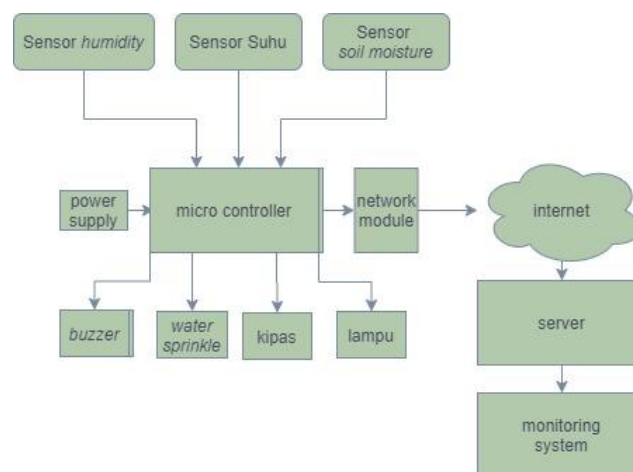 Sensor humidity
Sensor Suhu
Sensor
soil moisture
power
supply
micro controller
network
module
internet
buzzer
water
sprinkle
kipas
lampu
server
monitoring
system